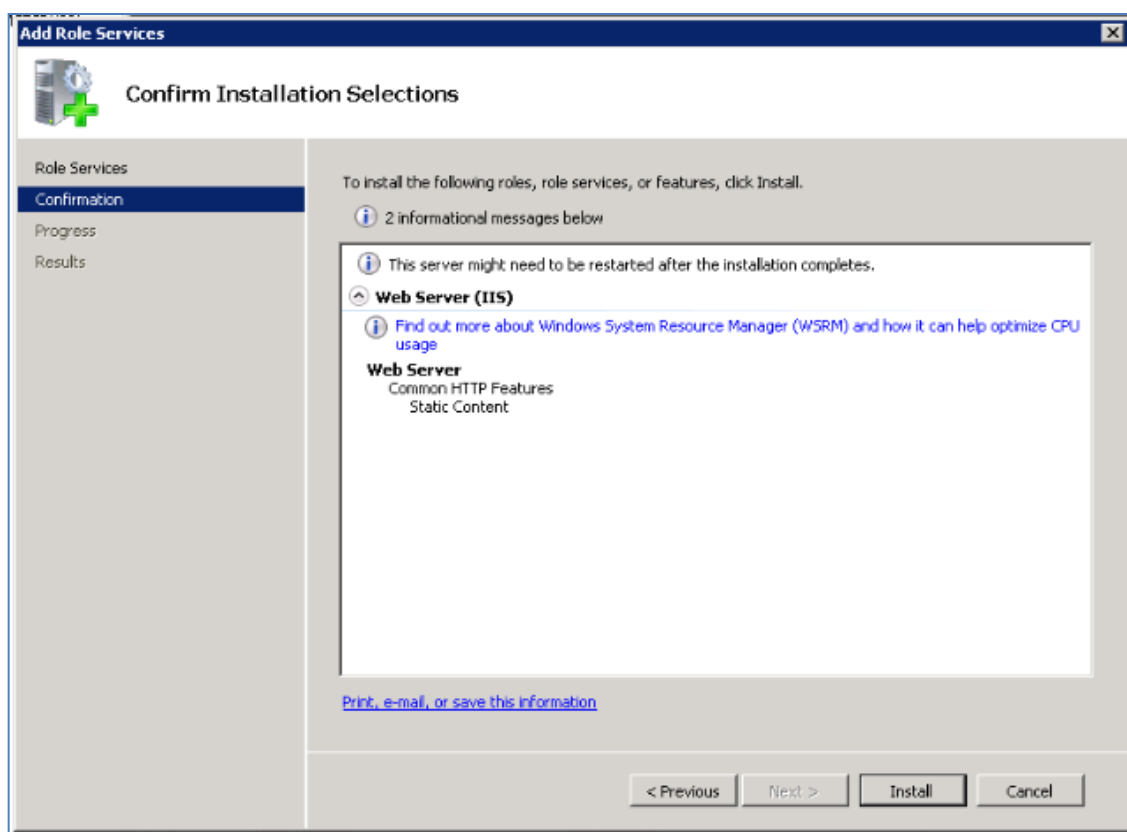 Add Role Services
Confirm Installation Selections
Role Services
Confirmation
Progress
Results
To install the following roles, role services, or features, click Install.
2 informational messages below
This server might need to be restarted after the installation completes.
Web Server (IIS)
Find out more about Windows System Resource Manager (WSRM) and how it can help optimize CPU
usage
Web Server
Common HTTP Features
Static Content
Print, e-mail, or save this information
< Previous
Next >
Install
Cancel